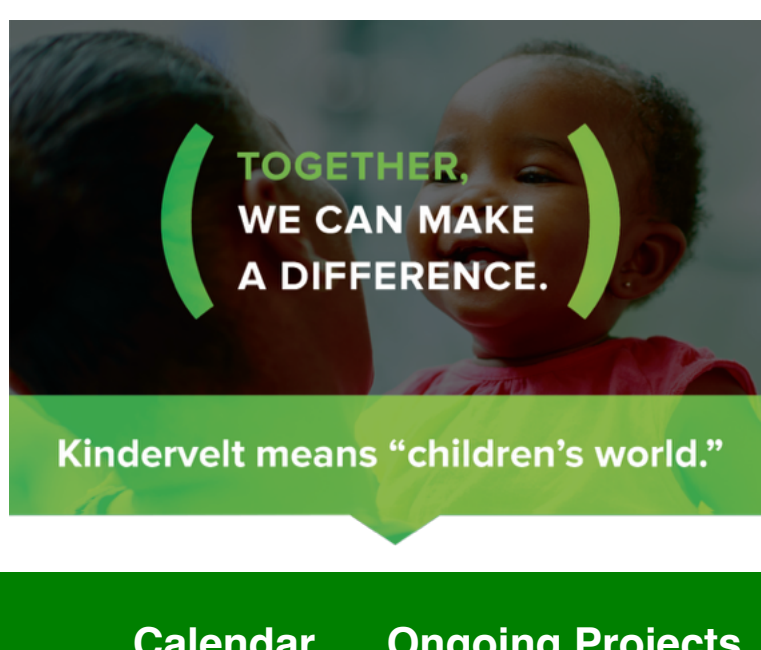 TOGETHER,
WE CAN MAKE
A DIFFERENCE.
Kindervelt means “children’s world.”
Calendar Ongoing Projects